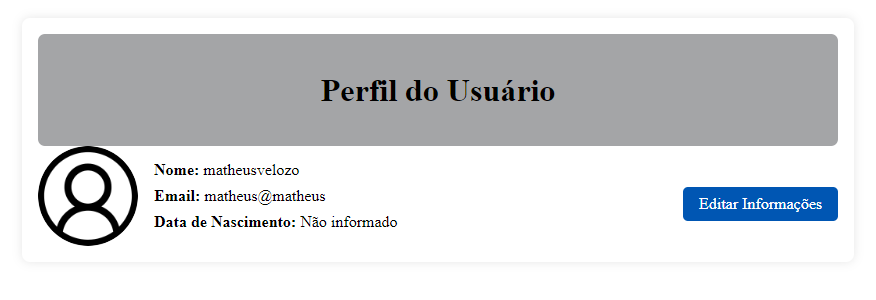 Perfil do Usuário
Nome: matheusvelozo
Email: matheus@matheus
Data de Nascimento: Não informado
Editar Informações